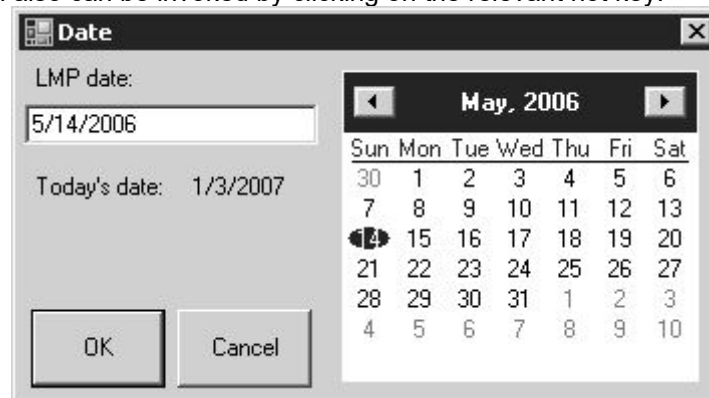 also can be invoked by clicking on the relevant hot key.
Date
LMP date:
5/14/2006
Today's date: 1/3/2007
OK
Cancel
May, 2006
Sun Mon Tue Wed Thu Fri Sat
30 1 2 3 4 5 6
7 8 9 10 11 12 13
14 15 16 17 18 19 20
21 22 23 24 25 26 27
28 29 30 31 1 2 3
4 5 6 7 8 9 10